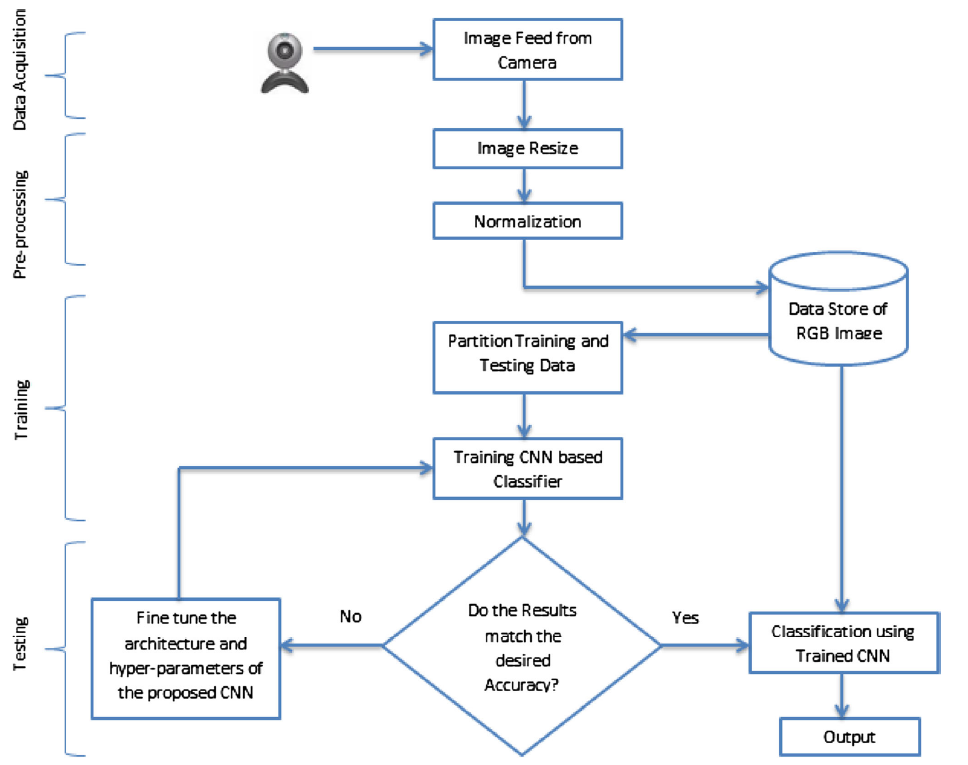 Data Acquisition
Image Feed from
Camera
Pre-processing
Image Resize
Normalization
Data Store of
RGB Image
Training
Partition Training and
Testing Data
Training CNN based
Classifier
Testing
Fine tune the
architecture and
hyper-parameters of
the proposed CNN
No
Do the Results
match the
desired
Accuracy?
Yes
Classification using
Trained CNN
Output